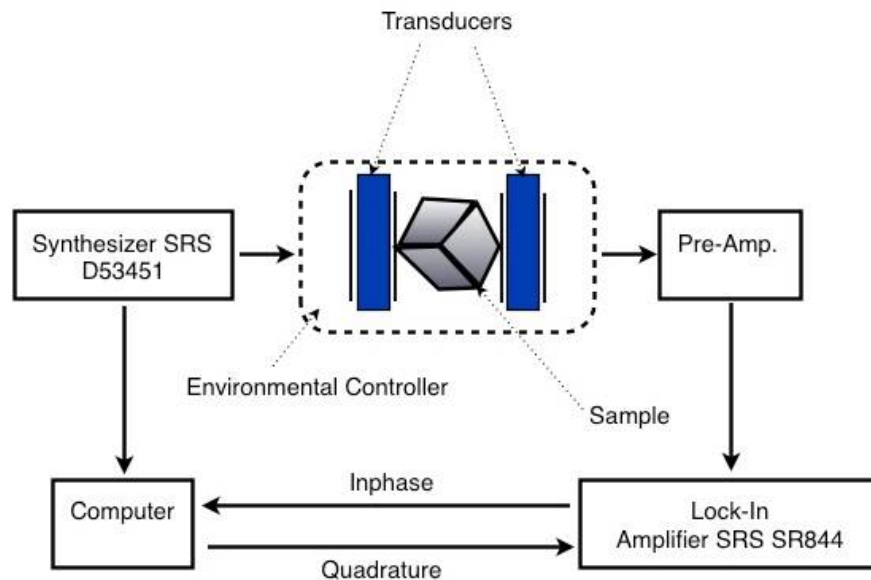 Transducers
Synthesizer SRS
D53451
Pre-Amp.
Environmental Controller
Sample
Computer
Inphase
Quadrature
Lock-In
Amplifier SRS SR844